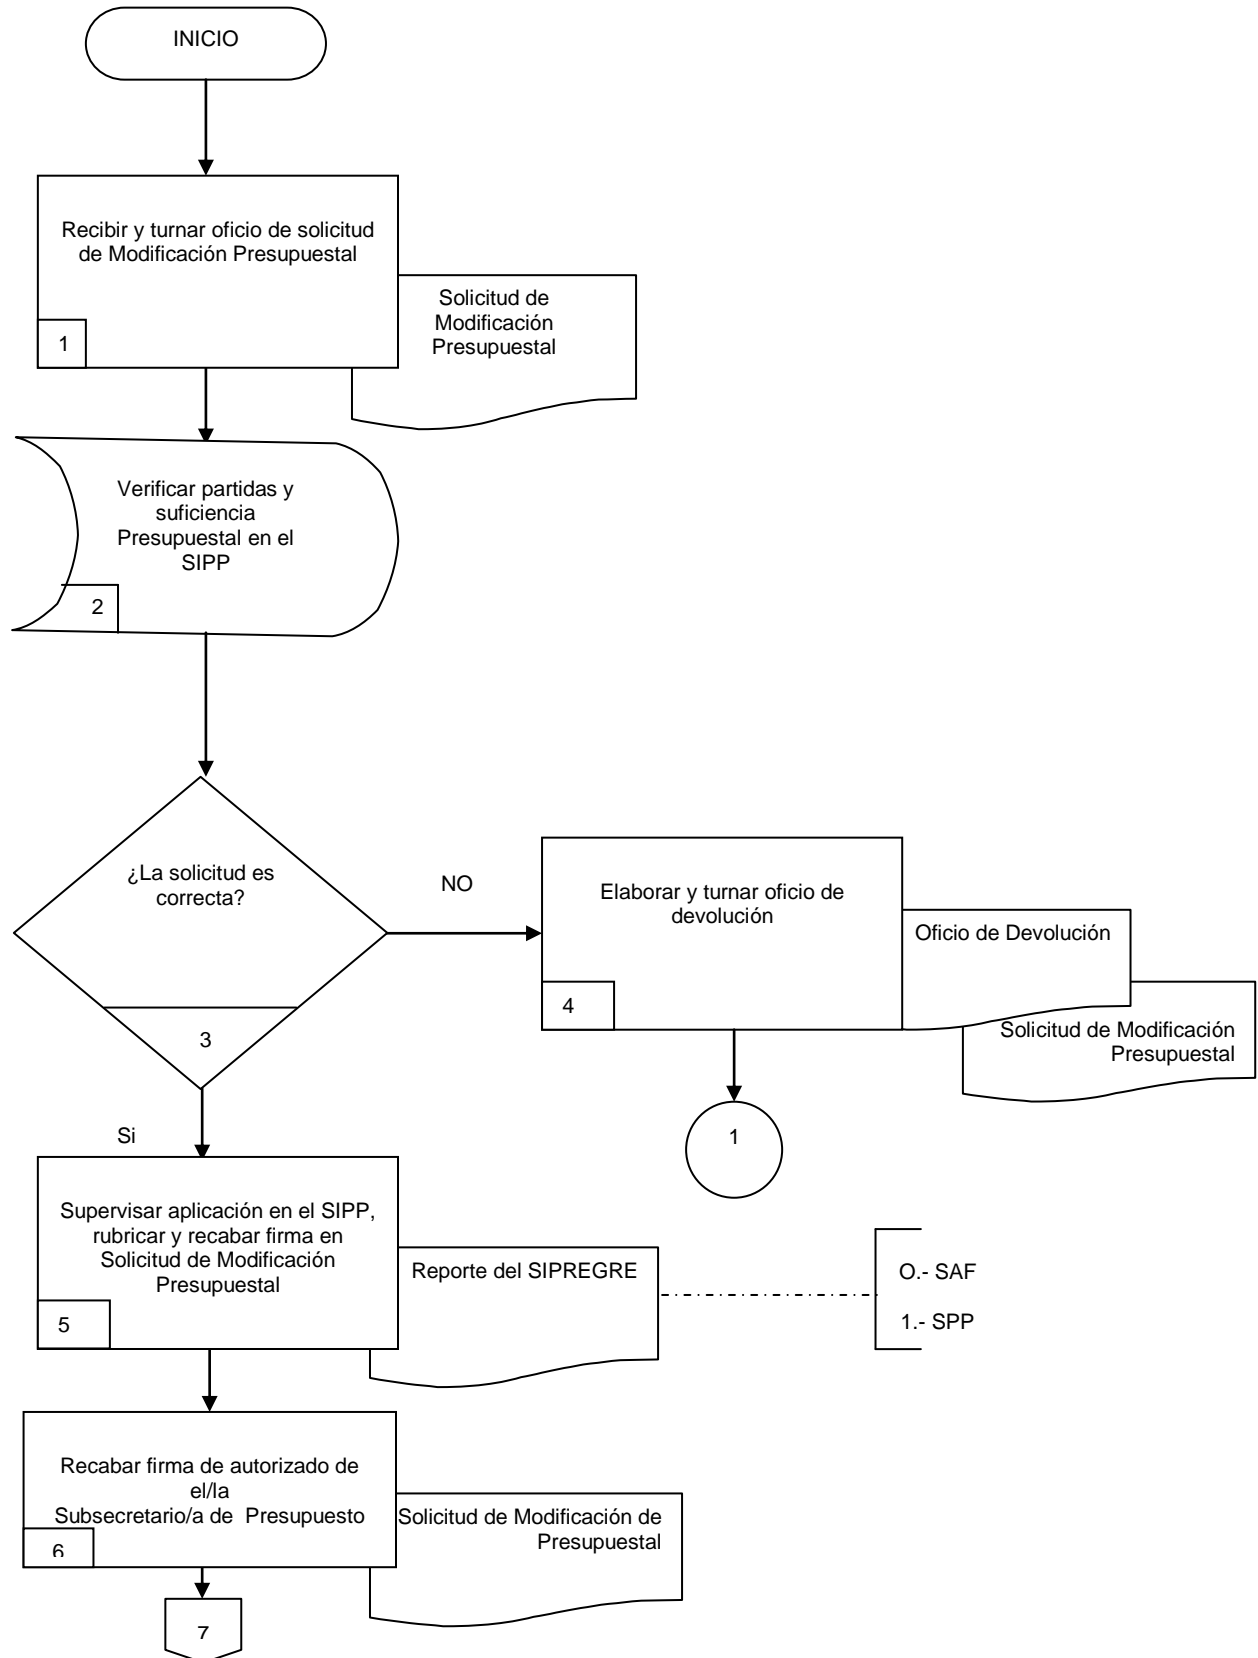 INICIO
Recibir y turnar oficio de solicitud
de Modificación Presupuestal
1
Solicitud de
Modificación
Presupuestal
Verificar partidas y
suficiencia
Presupuestal en el
SIPP
2
¿La solicitud es
correcta?
3
NO
Elaborar y turnar oficio de
devolución
4
Oficio de Devolución
Solicitud de Modificación
Presupuestal
1
Si
Supervisar aplicación en el SIPP,
rubricar y recabar firma en
Solicitud de Modificación
Presupuestal
5
Reporte del SIPREGRE
O.- SAF
1.- SPP
Recabar firma de autorizado de
el/la
Subsecretario/a de Presupuesto
6
Solicitud de Modificación de
Presupuestal
7